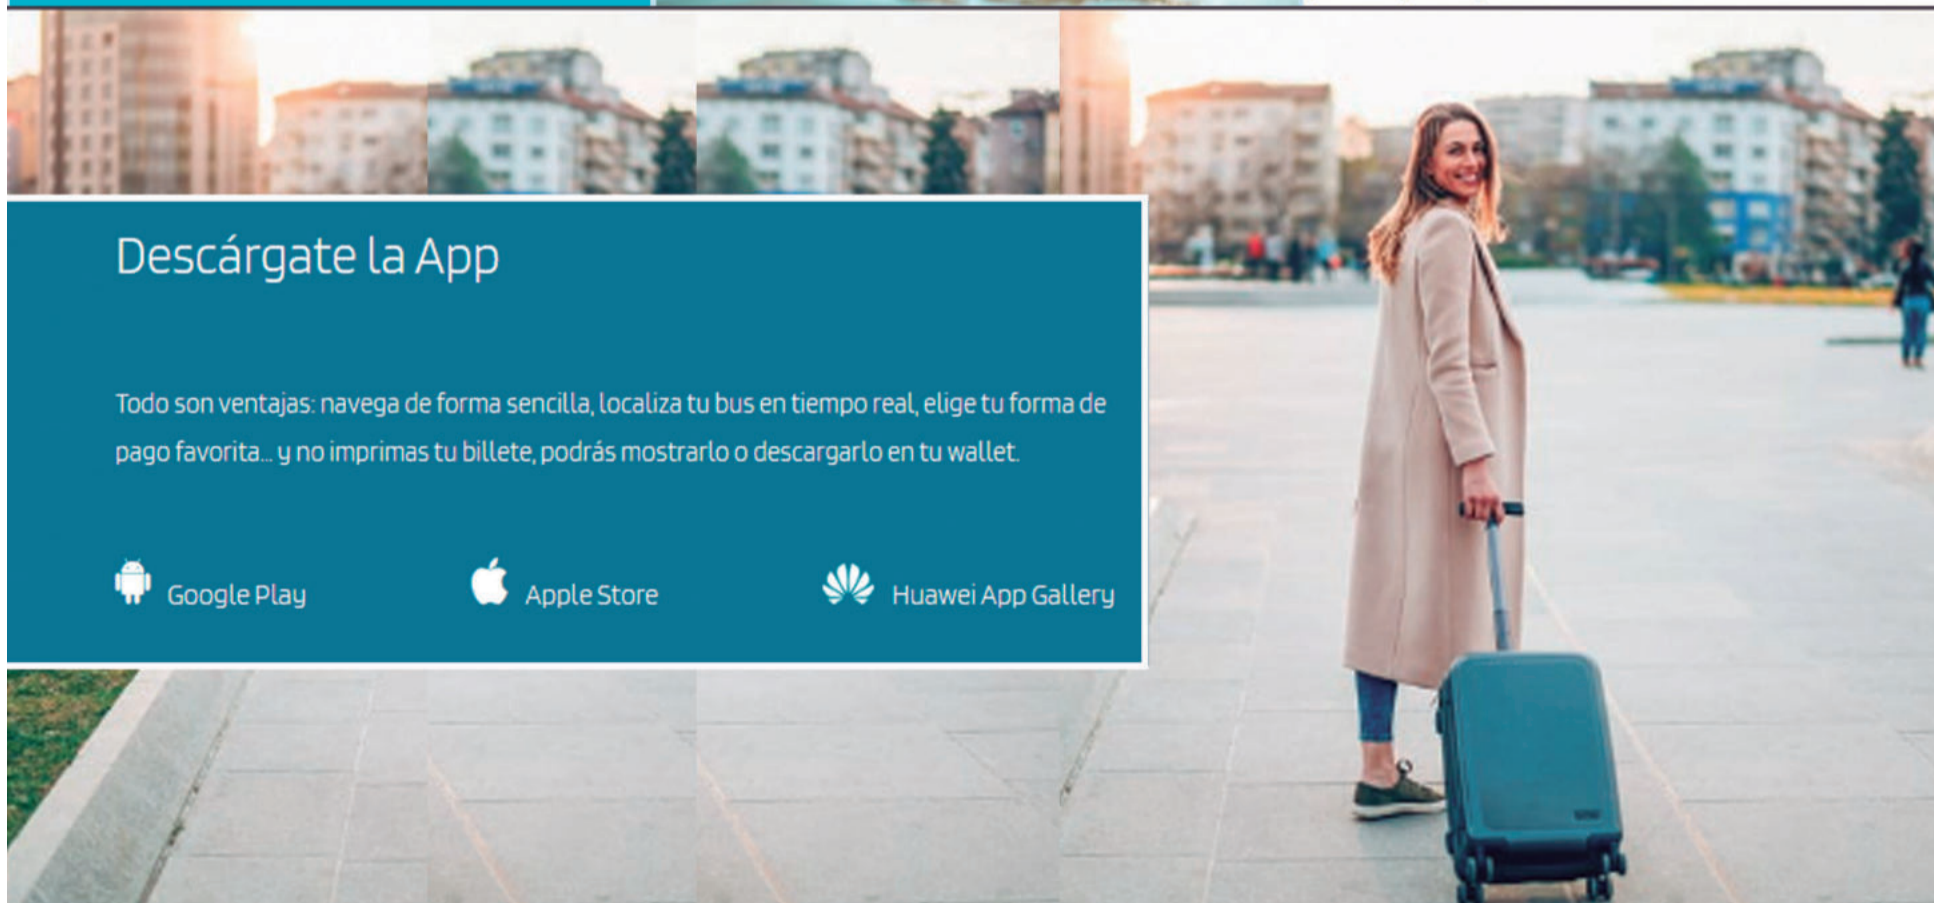 Descárgate la App
Todo son ventajas: navega de forma sencilla, localiza tu bus en tiempo real, elige tu forma de
pago favorita... y no imprimas tu billete, podrás mostrarlo o descargarlo en tu wallet.
Google Play
Apple Store
Huawei App Gallery